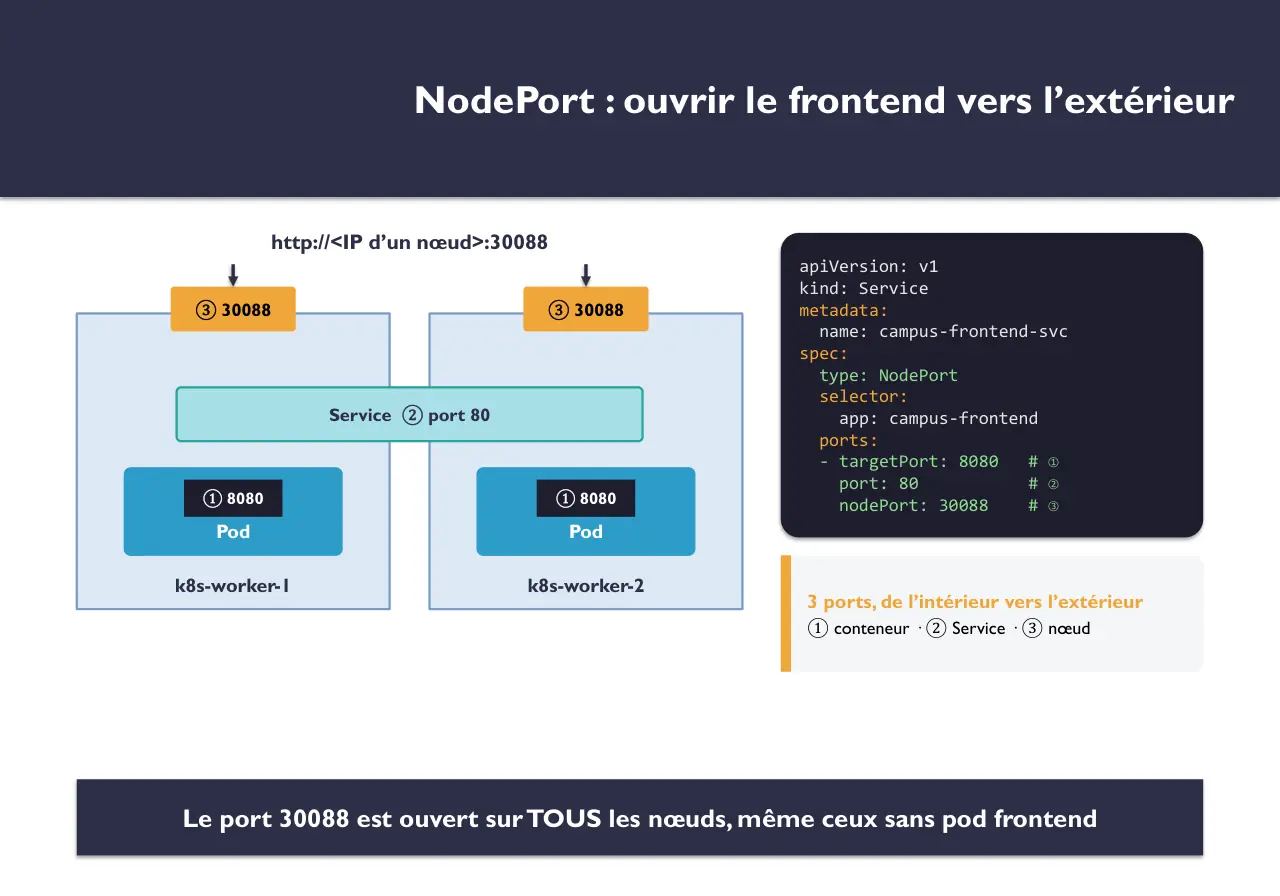 NodePort : ouvrir le frontend vers l’extérieur
http://<IP d’un nœud>:30088
③ 30088
③ 30088
Service ② port 80
① 8080
Pod
① 8080
Pod
k8s-worker-1
k8s-worker-2
apiVersion: v1
kind: Service
metadata:
  name: campus-frontend-svc
spec:
  type: NodePort
  selector:
    app: campus-frontend
  ports:
  - targetPort: 8080   # ①
    port: 80           # ②
    nodePort: 30088    # ③
3 ports, de l’intérieur vers l’extérieur
① conteneur · ② Service · ③ nœud
Le port 30088 est ouvert sur TOUS les nœuds, même ceux sans pod frontend